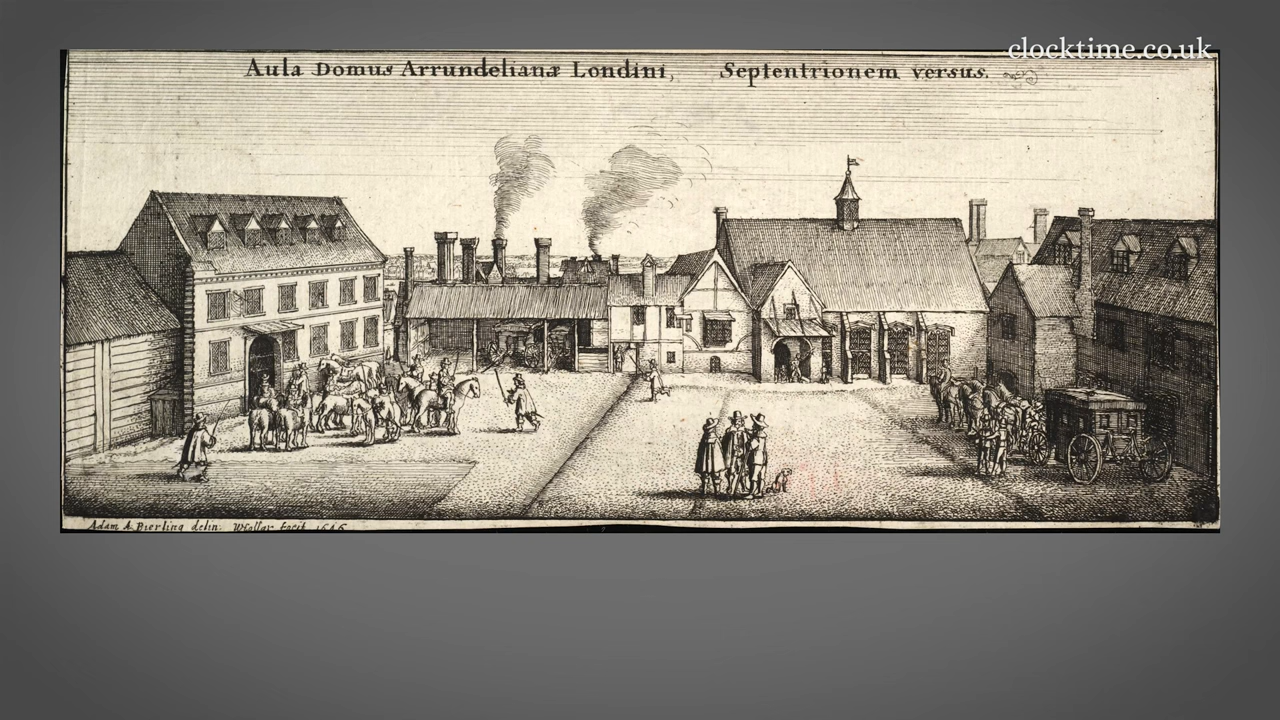 clocktime.co.uk
Aula Domus Arrundelianæ Londini, Septentrionem versus.
Adam A. Bierling delin: WHollar fecit 1646